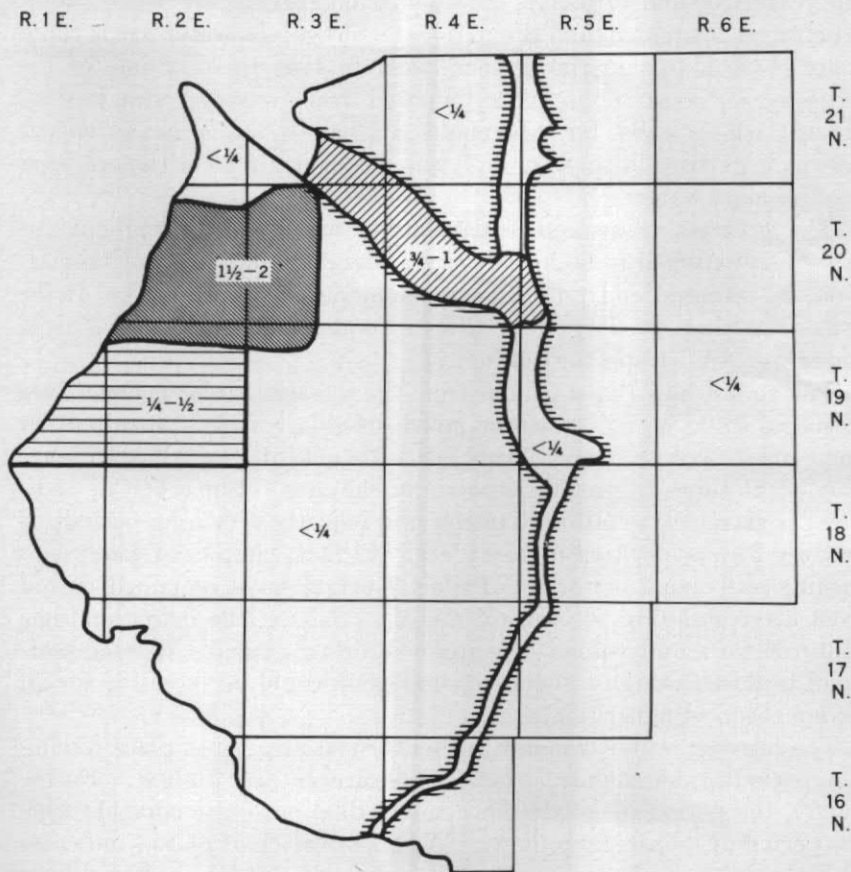 R. 1 E. R. 2 E. R. 3 E. R. 4 E. R. 5 E. R. 6 E.
T.
21
N.
<¼
<¼
T.
20
N.
1½–2
¾–1
T.
19
N.
¼–½
<¼
<¼
T.
18
N.
<¼
T.
17
N.
T.
16
N.